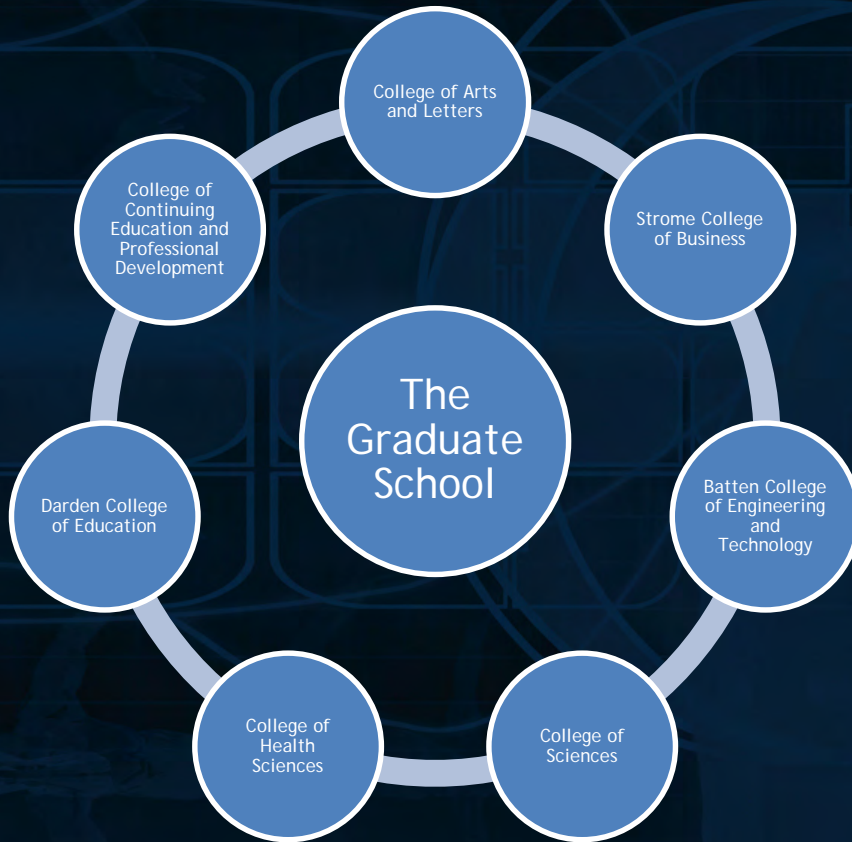 College of Arts
and Letters
Strome College
of Business
Batten College
of Engineering
and
Technology
College of
Sciences
College of
Health
Sciences
Darden College
of Education
College of
Continuing
Education and
Professional
Development
The
Graduate
School